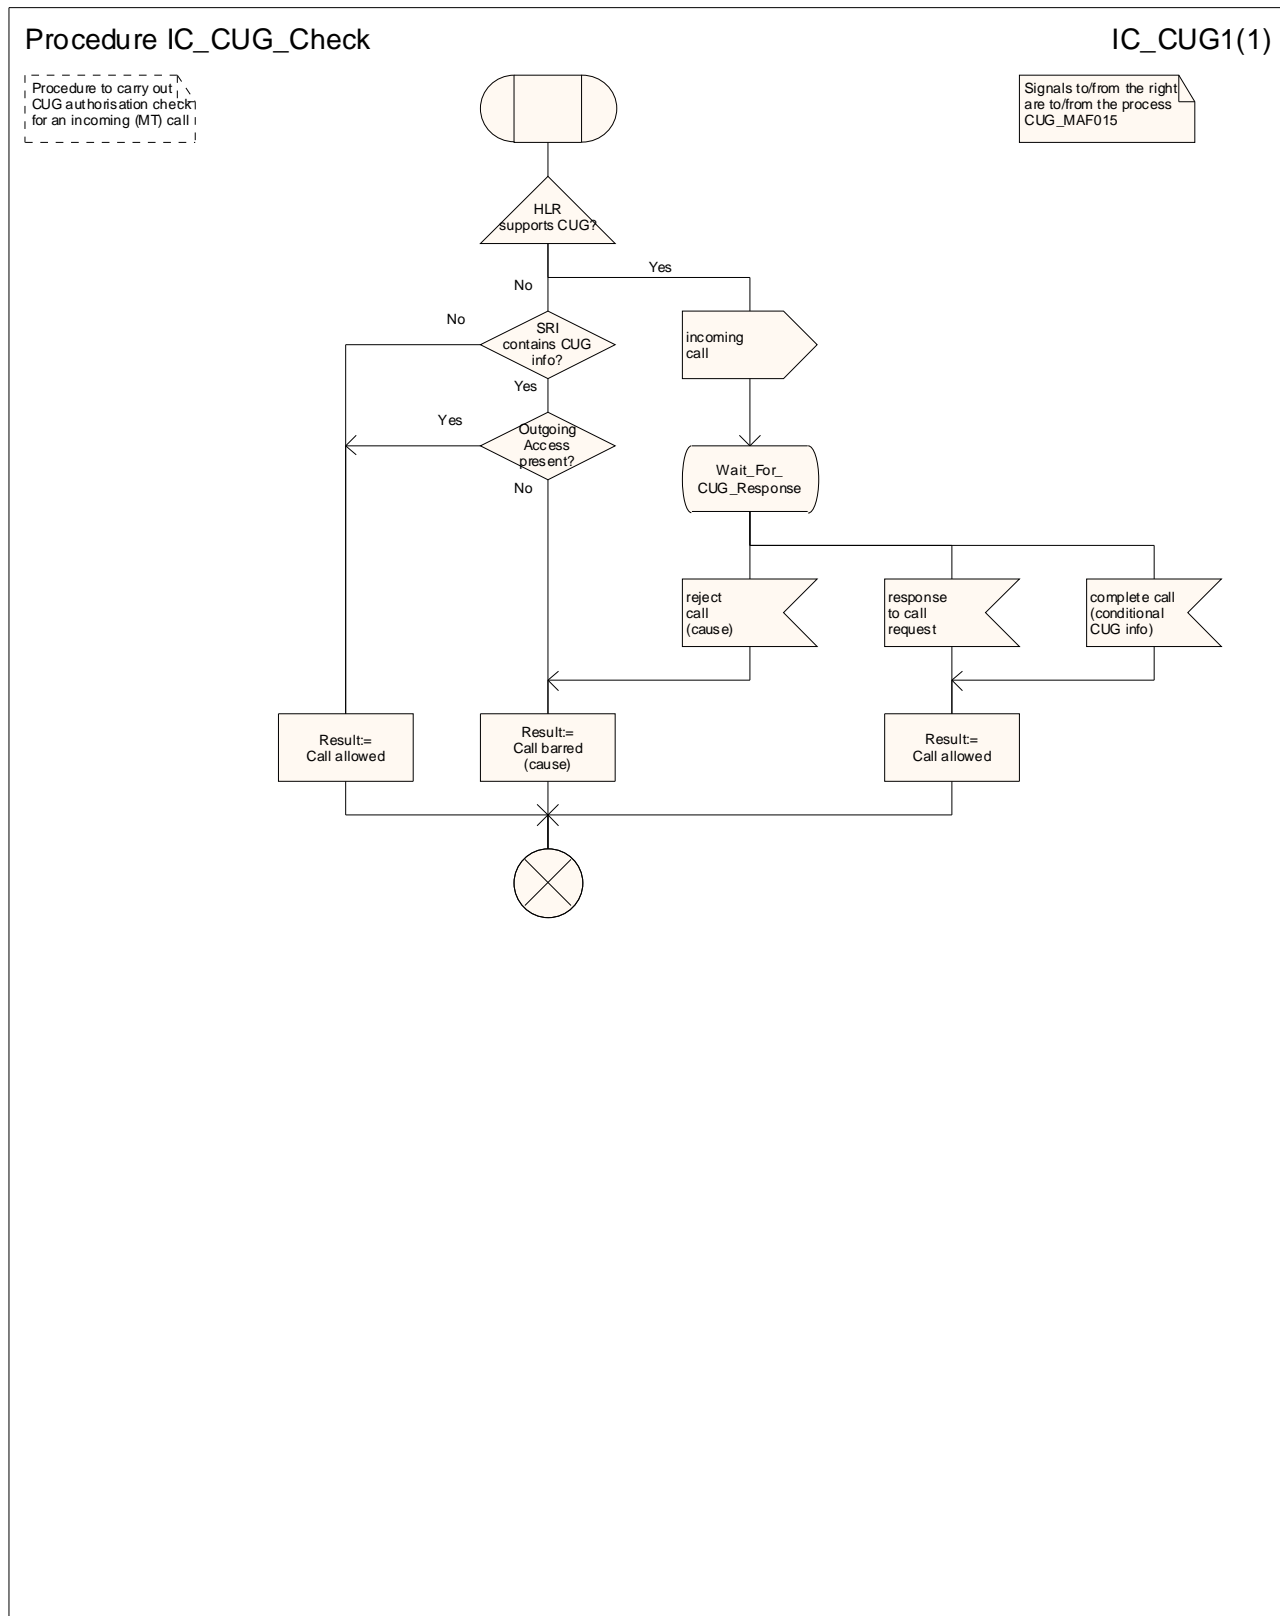 Procedure IC_CUG_Check
IC_CUG1(1)
Procedure to carry out
CUG authorisation check
for an incoming (MT) call
Signals to/from the right
are to/from the process
CUG_MAF015
HLR
supports CUG?
Yes
No
No
SRI
contains CUG
info?
incoming
call
Yes
Yes
Outgoing
Access
present?
No
Wait_For_
CUG_Response
reject
call
(cause)
response
to call
request
complete call
(conditional
CUG info)
Result:=
Call allowed
Result:=
Call barred
(cause)
Result:=
Call allowed